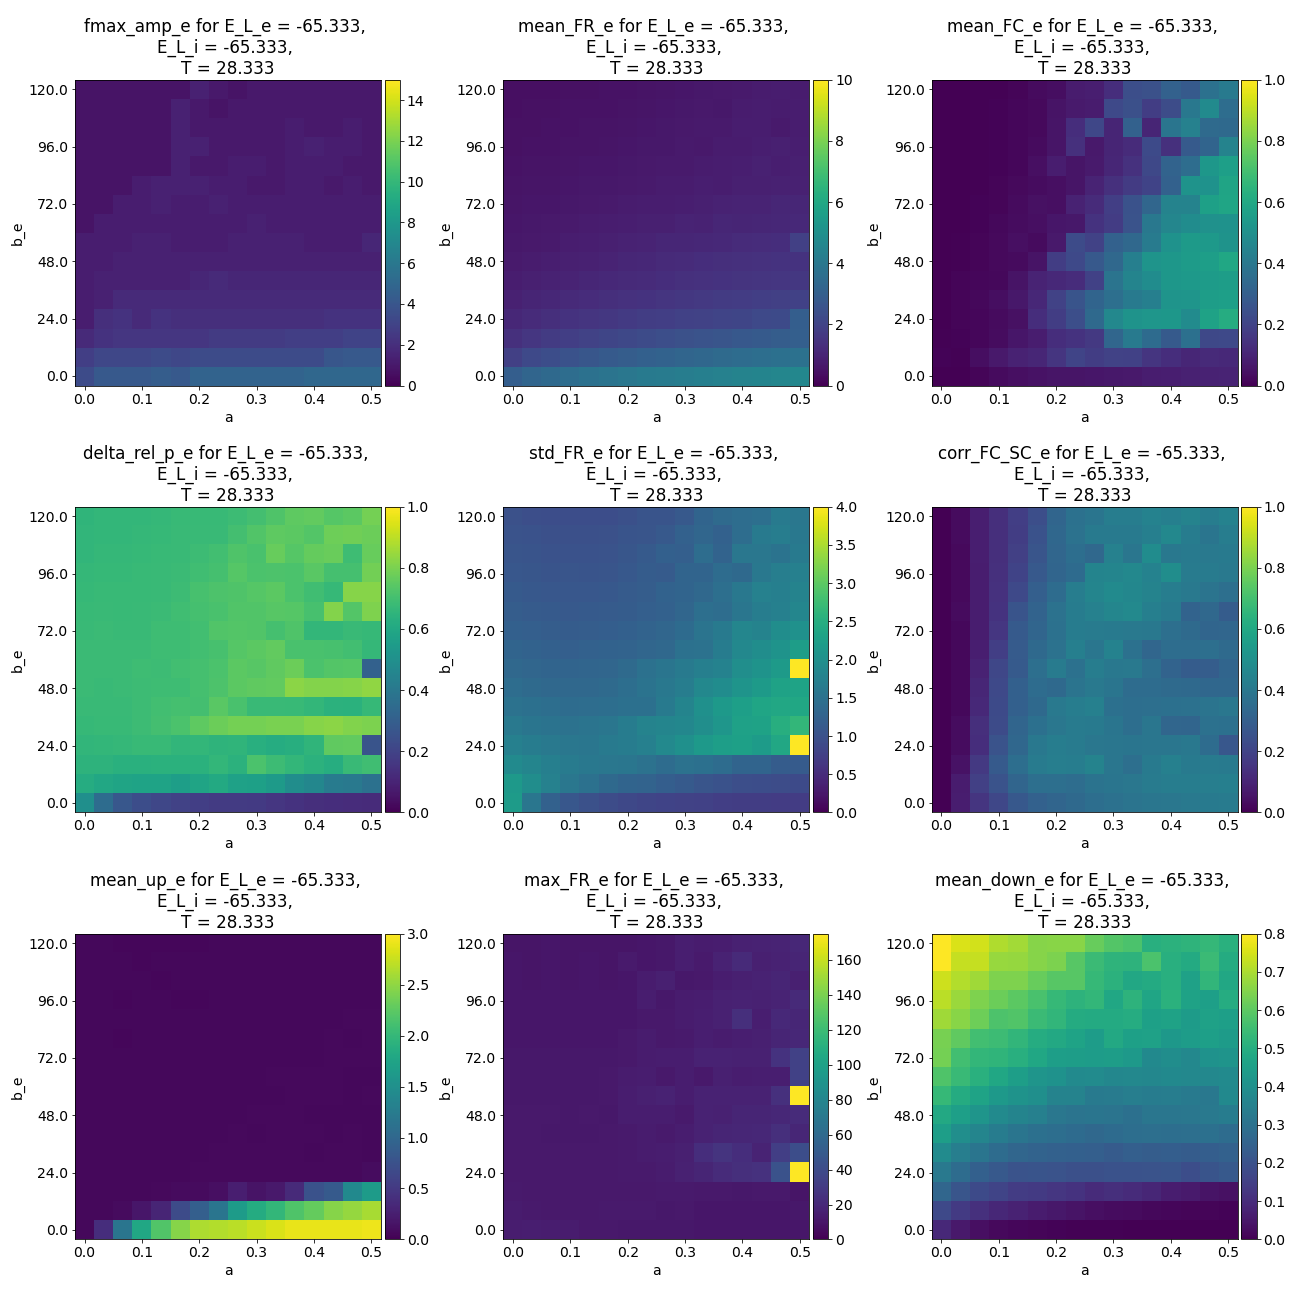 fmax_amp_e for E_L_e = -65.333,
E_L_i = -65.333,
T = 28.333
120.0
96.0
72.0
48.0
24.0
0.0
b_e
0.0 0.1 0.2 0.3 0.4 0.5
a
14
12
10
8
6
4
2
0
mean_FR_e for E_L_e = -65.333,
E_L_i = -65.333,
T = 28.333
120.0
96.0
72.0
48.0
24.0
0.0
b_e
0.0 0.1 0.2 0.3 0.4 0.5
a
10
8
6
4
2
0
mean_FC_e for E_L_e = -65.333,
E_L_i = -65.333,
T = 28.333
120.0
96.0
72.0
48.0
24.0
0.0
b_e
0.0 0.1 0.2 0.3 0.4 0.5
a
1.0
0.8
0.6
0.4
0.2
0.0
delta_rel_p_e for E_L_e = -65.333,
E_L_i = -65.333,
T = 28.333
120.0
96.0
72.0
48.0
24.0
0.0
b_e
0.0 0.1 0.2 0.3 0.4 0.5
a
1.0
0.8
0.6
0.4
0.2
0.0
std_FR_e for E_L_e = -65.333,
E_L_i = -65.333,
T = 28.333
120.0
96.0
72.0
48.0
24.0
0.0
b_e
0.0 0.1 0.2 0.3 0.4 0.5
a
4.0
3.5
3.0
2.5
2.0
1.5
1.0
0.5
0.0
corr_FC_SC_e for E_L_e = -65.333,
E_L_i = -65.333,
T = 28.333
120.0
96.0
72.0
48.0
24.0
0.0
b_e
0.0 0.1 0.2 0.3 0.4 0.5
a
1.0
0.8
0.6
0.4
0.2
0.0
mean_up_e for E_L_e = -65.333,
E_L_i = -65.333,
T = 28.333
120.0
96.0
72.0
48.0
24.0
0.0
b_e
0.0 0.1 0.2 0.3 0.4 0.5
a
3.0
2.5
2.0
1.5
1.0
0.5
0.0
max_FR_e for E_L_e = -65.333,
E_L_i = -65.333,
T = 28.333
120.0
96.0
72.0
48.0
24.0
0.0
b_e
0.0 0.1 0.2 0.3 0.4 0.5
a
160
140
120
100
80
60
40
20
0
mean_down_e for E_L_e = -65.333,
E_L_i = -65.333,
T = 28.333
120.0
96.0
72.0
48.0
24.0
0.0
b_e
0.0 0.1 0.2 0.3 0.4 0.5
a
0.8
0.7
0.6
0.5
0.4
0.3
0.2
0.1
0.0